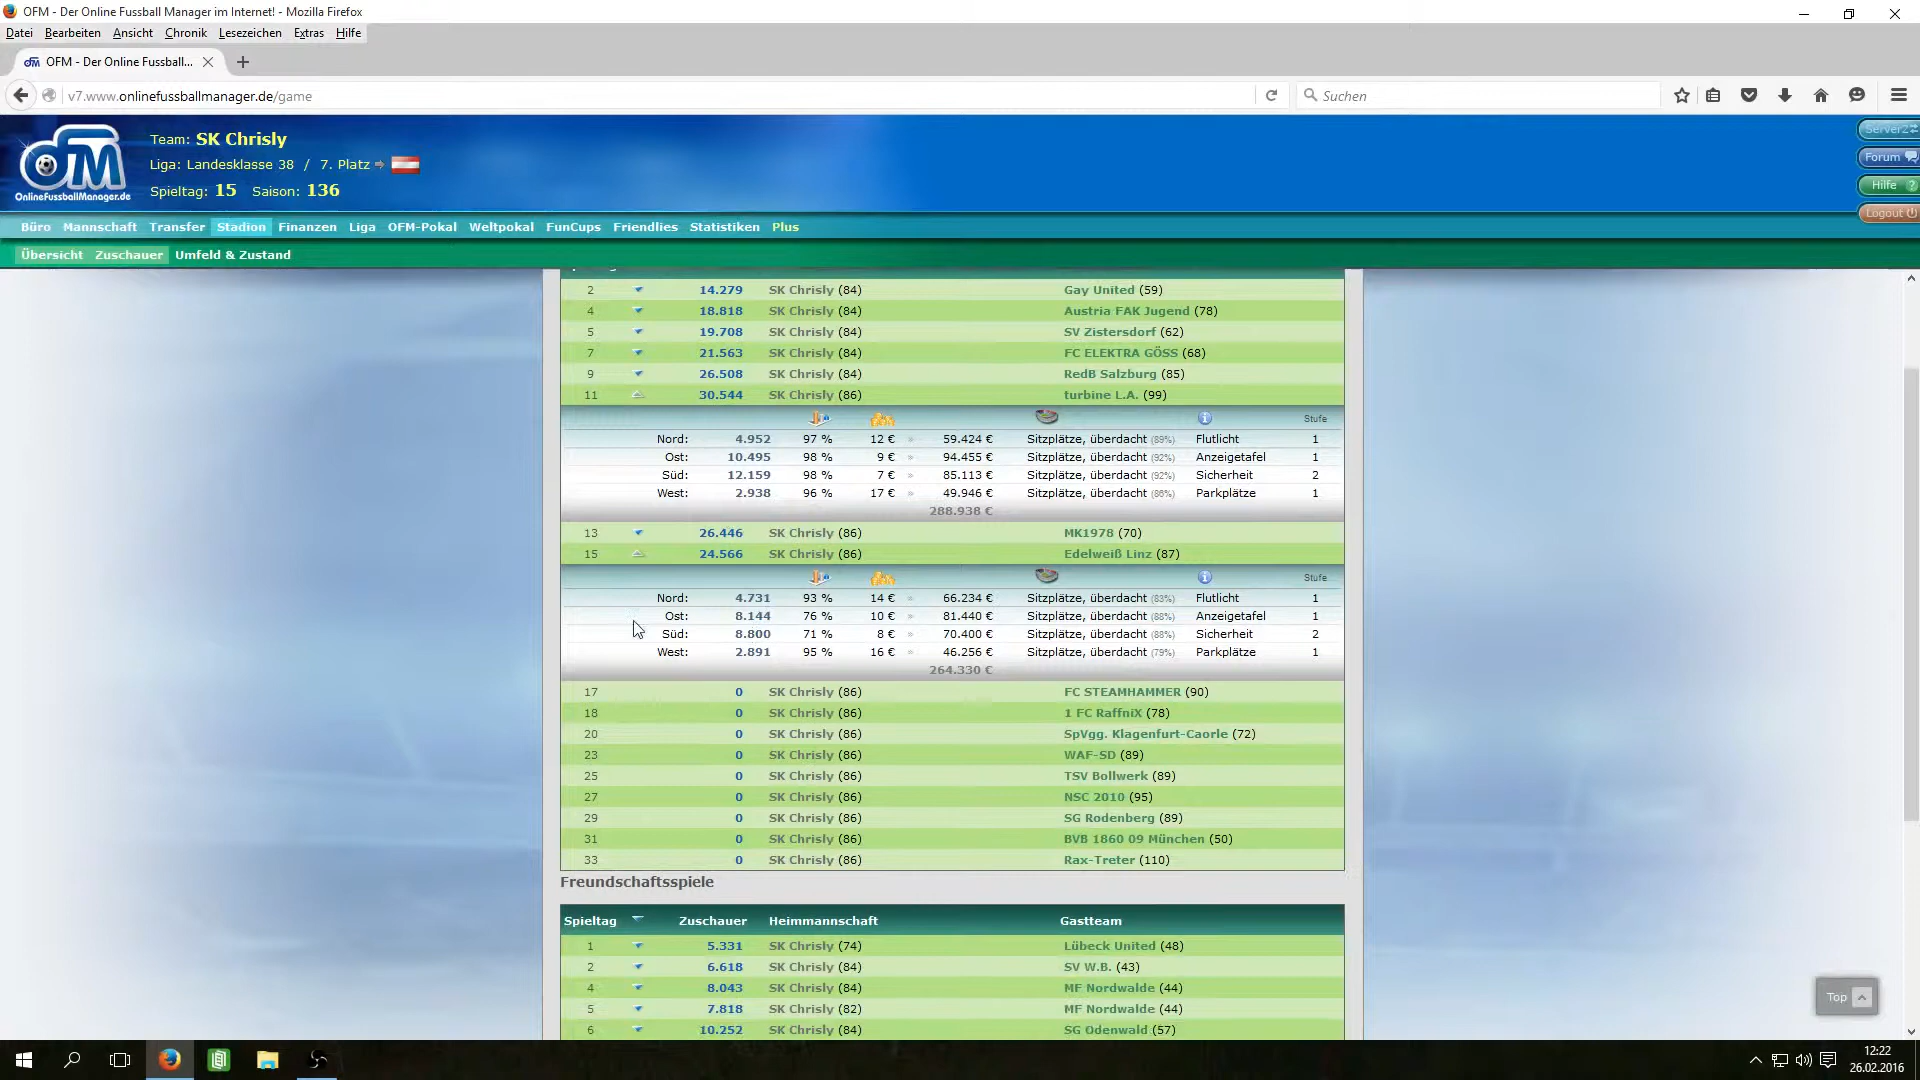 OFM - Der Online Fussball Manager im Internet! - Mozilla Firefox
Datei Bearbeiten Ansicht Chronik Lesezeichen Extras Hilfe
OFM - Der Online Fussball...
v7.www.onlinefussballmanager.de/game
Suchen
OFM
OnlineFussballManager.de
Team: SK Chrisly
Liga: Landesklasse 38 / 7. Platz
Spieltag: 15 Saison: 136
Server2
Forum
Hilfe ?
Logout
Büro Mannschaft Transfer Stadion Finanzen Liga OFM-Pokal Weltpokal FunCups Friendlies Statistiken Plus
Übersicht Zuschauer Umfeld & Zustand
2 14.279 SK Chrisly (84) Gay United (59)
4 18.818 SK Chrisly (84) Austria FAK Jugend (78)
5 19.708 SK Chrisly (84) SV Zistersdorf (62)
7 21.563 SK Chrisly (84) FC ELEKTRA GÖSS (68)
9 26.508 SK Chrisly (84) RedB Salzburg (85)
11 30.544 SK Chrisly (86) turbine L.A. (99)
Stufe
Nord: 4.952 97 % 12 € » 59.424 € Sitzplätze, überdacht (89%) Flutlicht 1
Ost: 10.495 98 % 9 € » 94.455 € Sitzplätze, überdacht (92%) Anzeigetafel 1
Süd: 12.159 98 % 7 € » 85.113 € Sitzplätze, überdacht (92%) Sicherheit 2
West: 2.938 96 % 17 € » 49.946 € Sitzplätze, überdacht (86%) Parkplätze 1
288.938 €
13 26.446 SK Chrisly (86) MK1978 (70)
15 24.566 SK Chrisly (86) Edelweiß Linz (87)
Stufe
Nord: 4.731 93 % 14 € » 66.234 € Sitzplätze, überdacht (83%) Flutlicht 1
Ost: 8.144 76 % 10 € » 81.440 € Sitzplätze, überdacht (88%) Anzeigetafel 1
Süd: 8.800 71 % 8 € » 70.400 € Sitzplätze, überdacht (88%) Sicherheit 2
West: 2.891 95 % 16 € » 46.256 € Sitzplätze, überdacht (79%) Parkplätze 1
264.330 €
17 0 SK Chrisly (86) FC STEAMHAMMER (90)
18 0 SK Chrisly (86) 1 FC RaffniX (78)
20 0 SK Chrisly (86) SpVgg. Klagenfurt-Caorle (72)
23 0 SK Chrisly (86) WAF-SD (89)
25 0 SK Chrisly (86) TSV Bollwerk (89)
27 0 SK Chrisly (86) NSC 2010 (95)
29 0 SK Chrisly (86) SG Rodenberg (89)
31 0 SK Chrisly (86) BVB 1860 09 München (50)
33 0 SK Chrisly (86) Rax-Treter (110)
Freundschaftsspiele
Spieltag Zuschauer Heimmannschaft Gastteam
1 5.331 SK Chrisly (74) Lübeck United (48)
2 6.618 SK Chrisly (84) SV W.B. (43)
4 8.043 SK Chrisly (84) MF Nordwalde (44)
5 7.818 SK Chrisly (82) MF Nordwalde (44)
6 10.252 SK Chrisly (84) SG Odenwald (57)
Top
12:22
26.02.2016